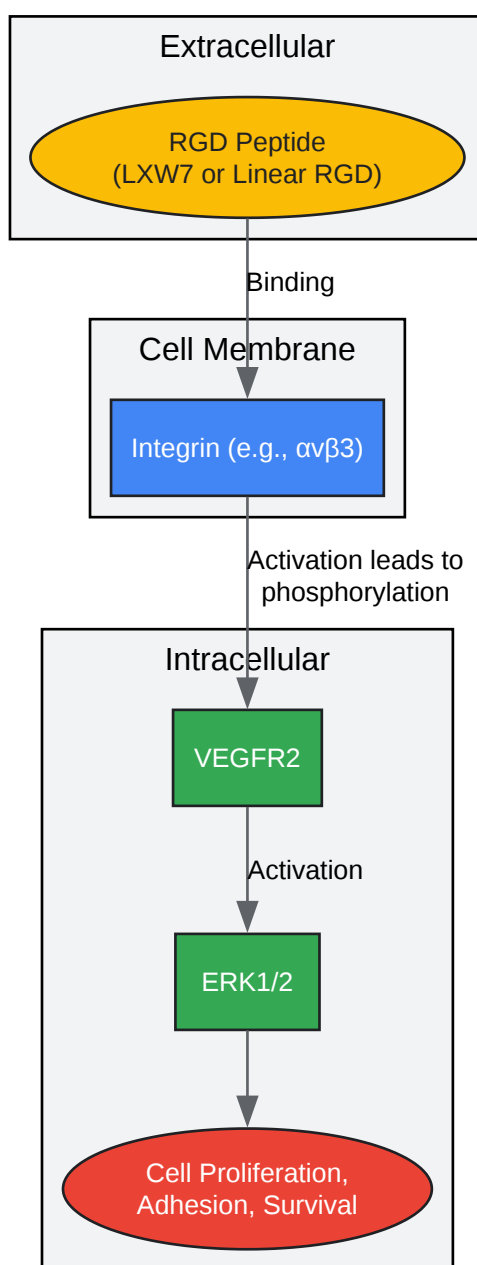 Extracellular
RGD Peptide
(LXW7 or Linear RGD)
Binding
Cell Membrane
Integrin (e.g., αvβ3)
Activation leads to
phosphorylation
Intracellular
VEGFR2
Activation
ERK1/2
Cell Proliferation,
Adhesion, Survival